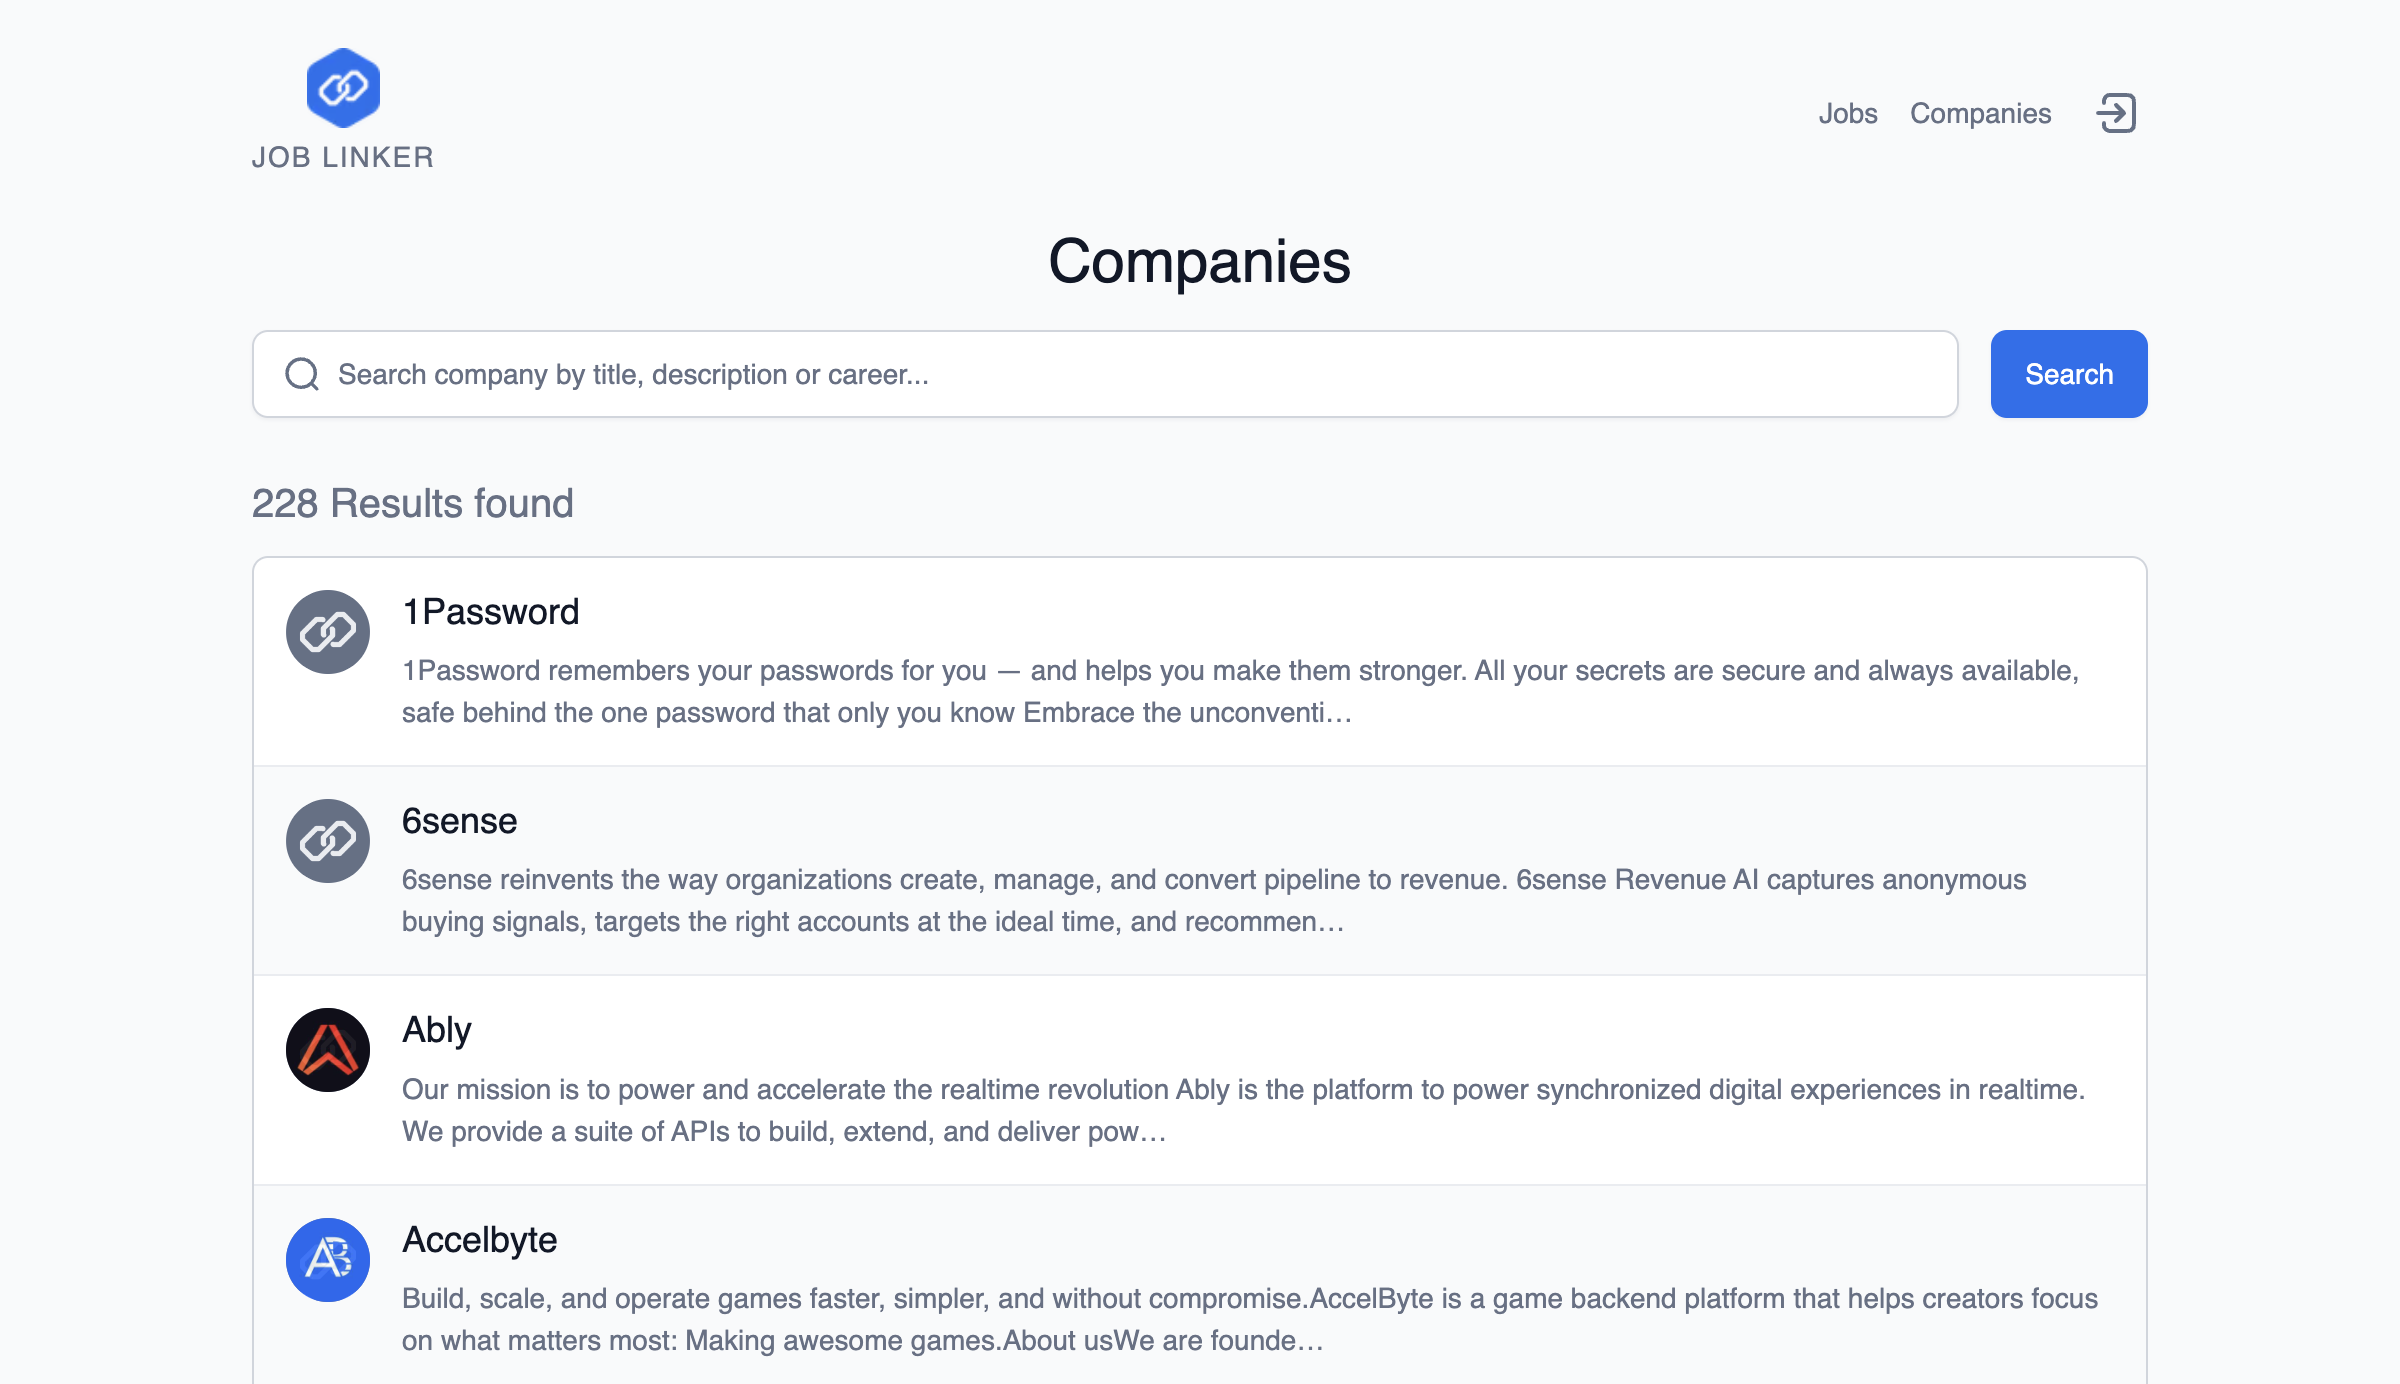 JOB LINKER
Jobs
Companies
Companies
Search company by title, description or career...
Search
228 Results found
1Password
1Password remembers your passwords for you — and helps you make them stronger. All your secrets are secure and always available,
safe behind the one password that only you know Embrace the unconventi…
6sense
6sense reinvents the way organizations create, manage, and convert pipeline to revenue. 6sense Revenue AI captures anonymous
buying signals, targets the right accounts at the ideal time, and recommen…
Ably
Our mission is to power and accelerate the realtime revolution Ably is the platform to power synchronized digital experiences in realtime.
We provide a suite of APIs to build, extend, and deliver pow…
AB
Accelbyte
Build, scale, and operate games faster, simpler, and without compromise.AccelByte is a game backend platform that helps creators focus
on what matters most: Making awesome games.About usWe are founde…